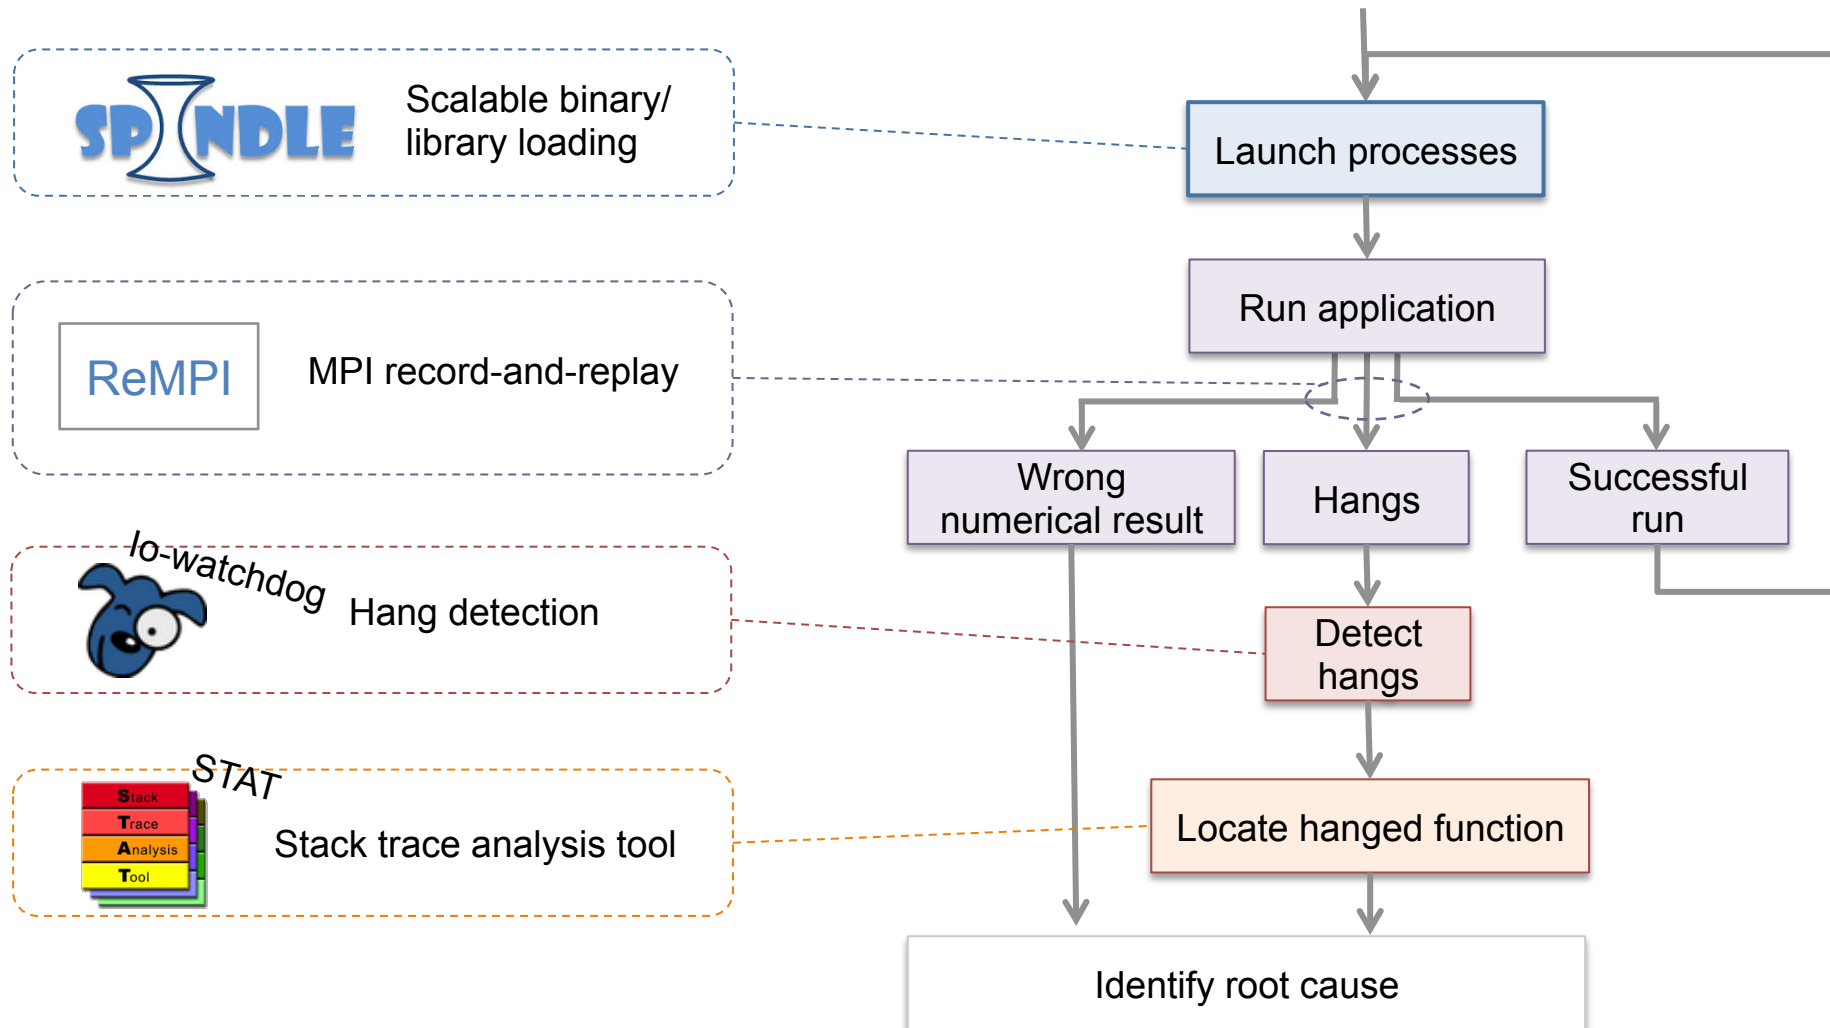 SPINDLE
Scalable binary/
library loading
Launch processes
Run application
ReMPI
MPI record-and-replay
Wrong
numerical result
Hangs
Successful
run
Io-watchdog
Hang detection
Detect
hangs
STAT
Stack
Trace
Analysis
Tool
Stack trace analysis tool
Locate hanged function
Identify root cause